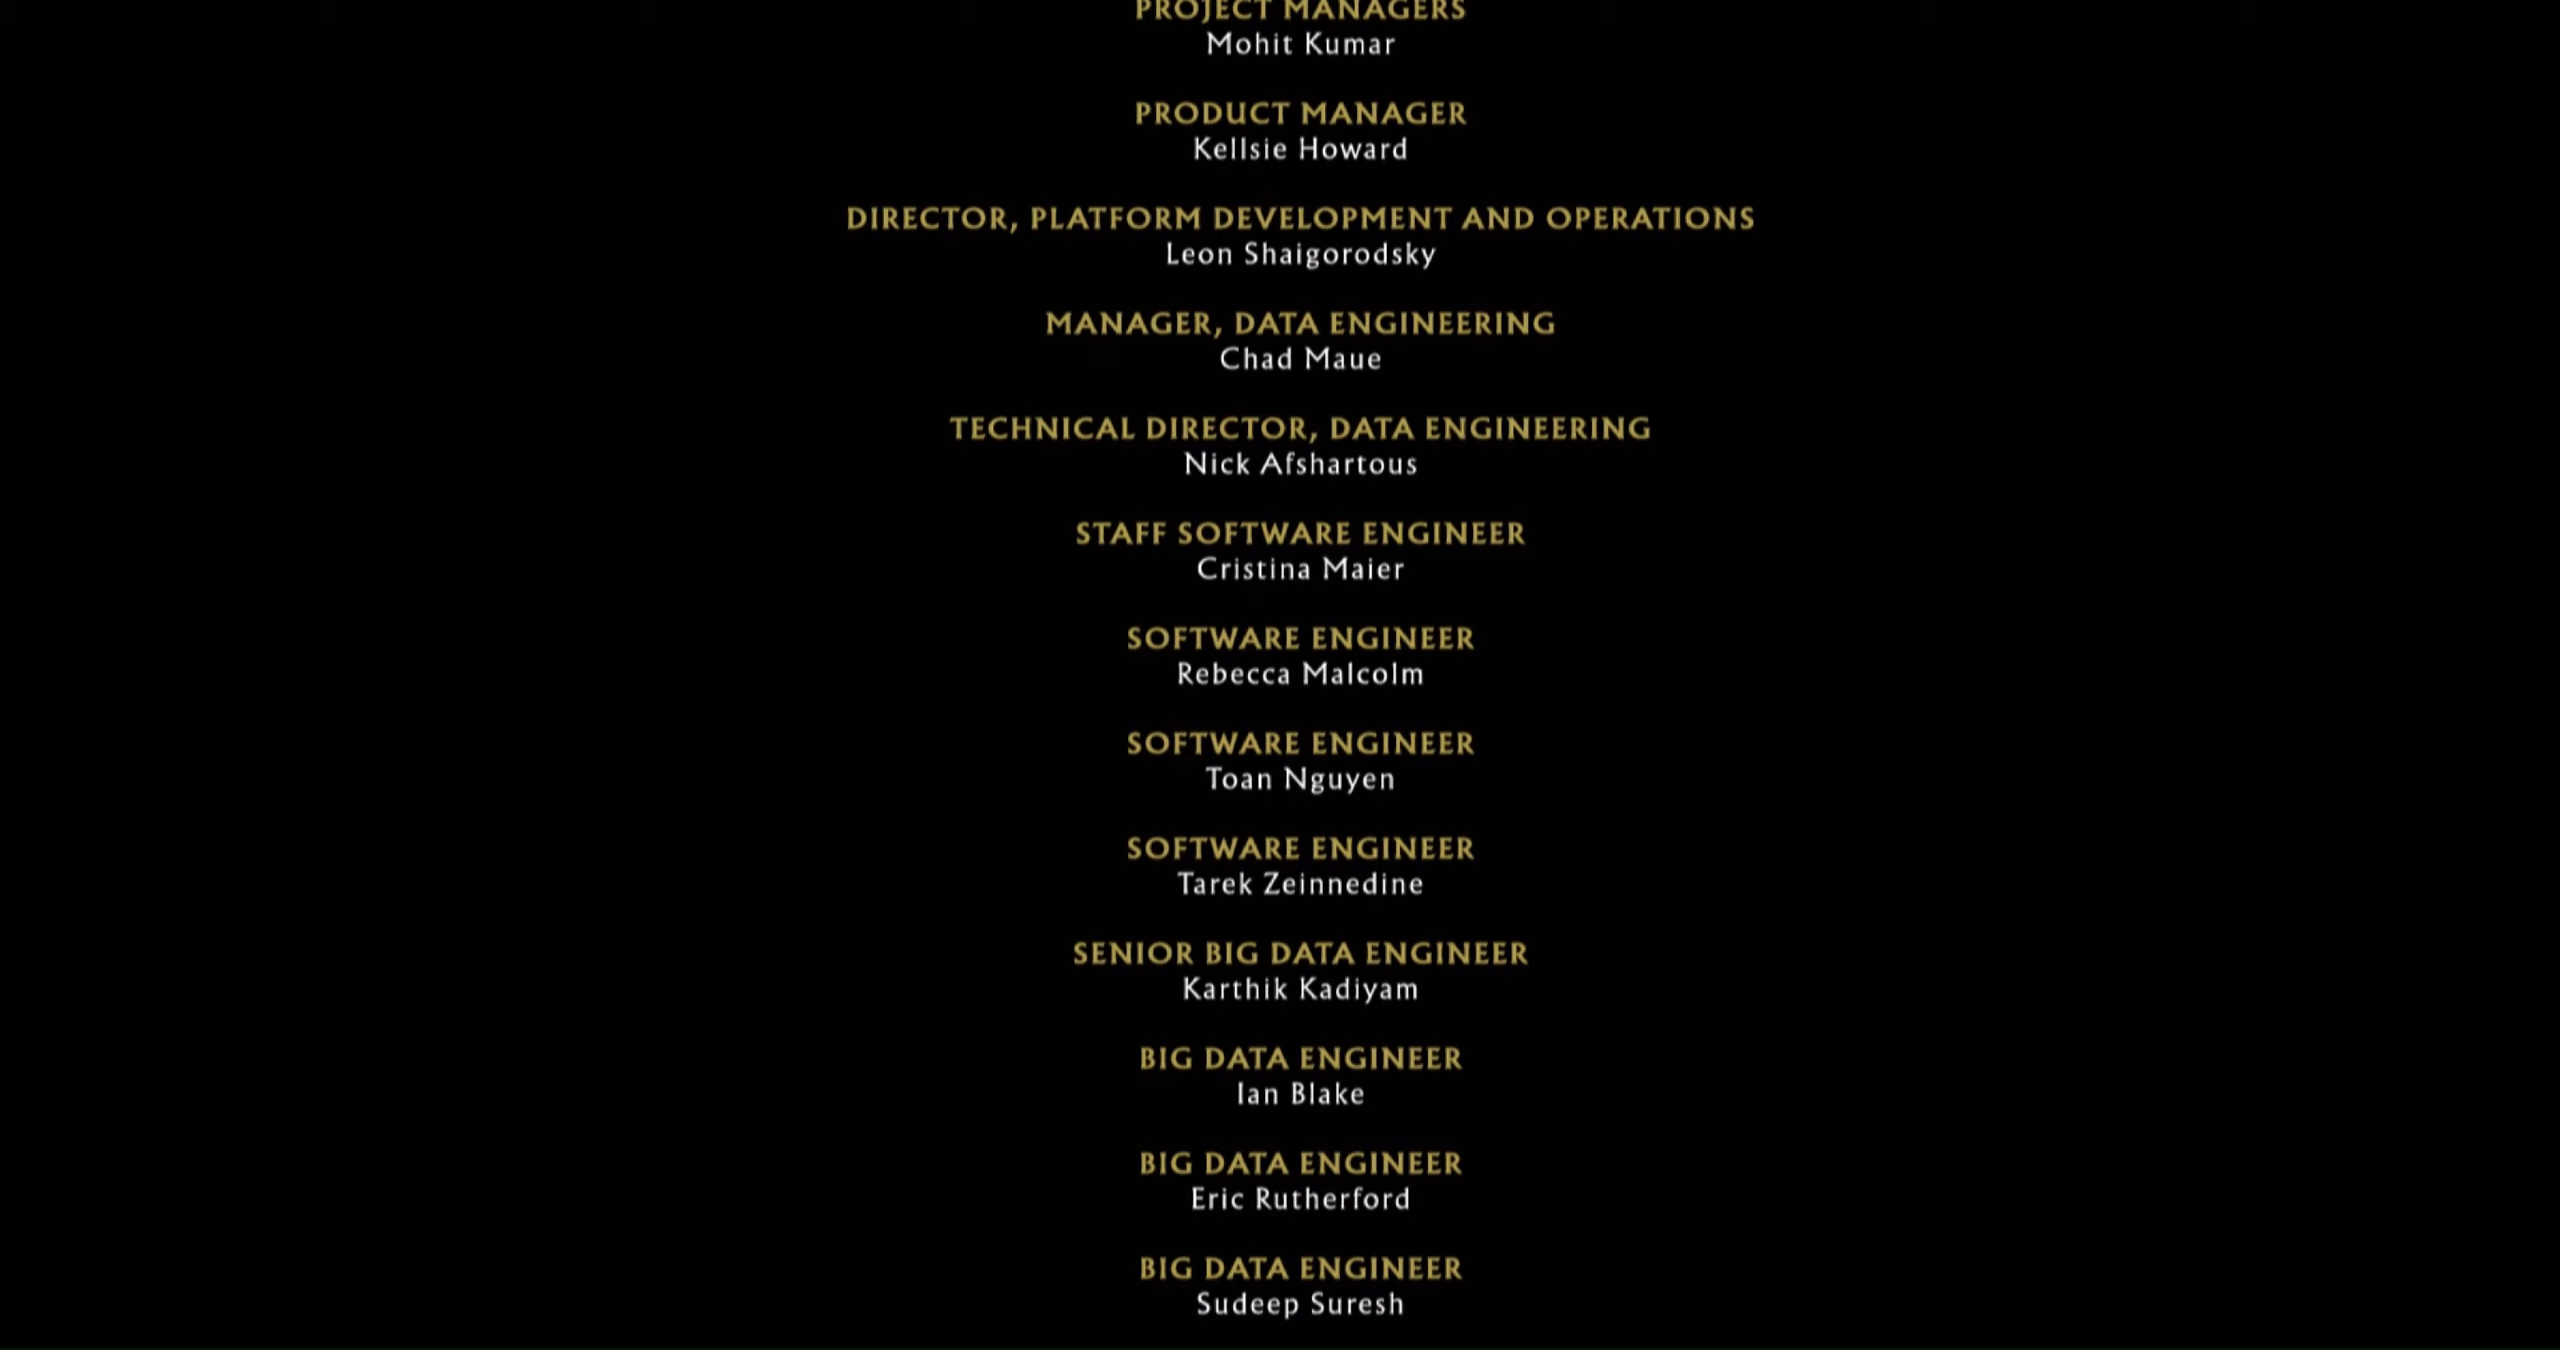 PROJECT MANAGERS
Mohit Kumar
PRODUCT MANAGER
Kellsie Howard
DIRECTOR, PLATFORM DEVELOPMENT AND OPERATIONS
Leon Shaigorodsky
MANAGER, DATA ENGINEERING
Chad Maue
TECHNICAL DIRECTOR, DATA ENGINEERING
Nick Afshartous
STAFF SOFTWARE ENGINEER
Cristina Maier
SOFTWARE ENGINEER
Rebecca Malcolm
SOFTWARE ENGINEER
Toan Nguyen
SOFTWARE ENGINEER
Tarek Zeinnedine
SENIOR BIG DATA ENGINEER
Karthik Kadiyam
BIG DATA ENGINEER
Ian Blake
BIG DATA ENGINEER
Eric Rutherford
BIG DATA ENGINEER
Sudeep Suresh